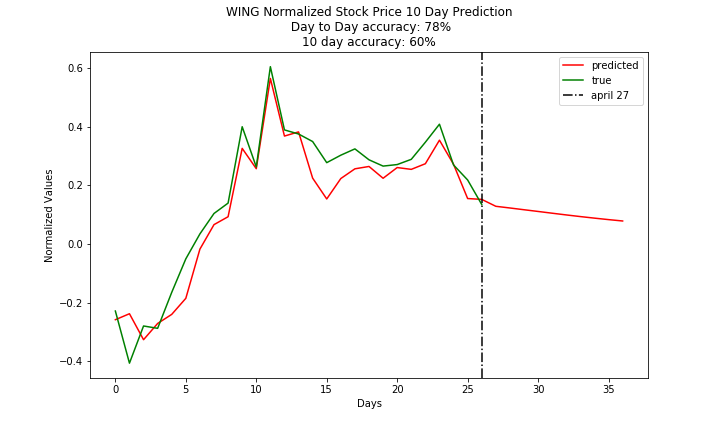 WING Normalized Stock Price 10 Day Prediction
Day to Day accuracy: 78%
10 day accuracy: 60%
predicted
true
april 27
Normalized Values
0.6
0.4
0.2
0.0
−0.2
−0.4
0 5 10 15 20 25 30 35
Days